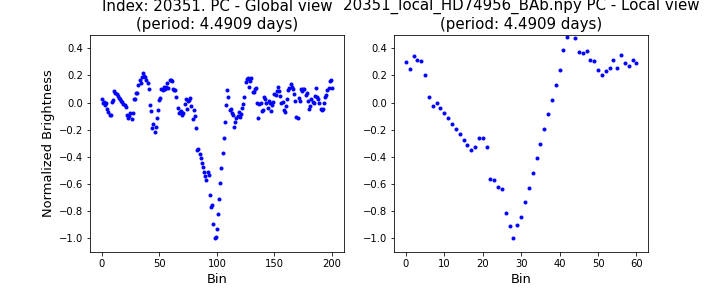 Index: 20351. PC - Global view
(period: 4.4909 days)
20351_local_HD74956_BAb.npy PC - Local view
(period: 4.4909 days)
Normalized Brightness
0.4
0.2
0.0
−0.2
−0.4
−0.6
−0.8
−1.0
0 50 100 150 200
Bin
0.4
0.2
0.0
−0.2
−0.4
−0.6
−0.8
−1.0
0 10 20 30 40 50 60
Bin